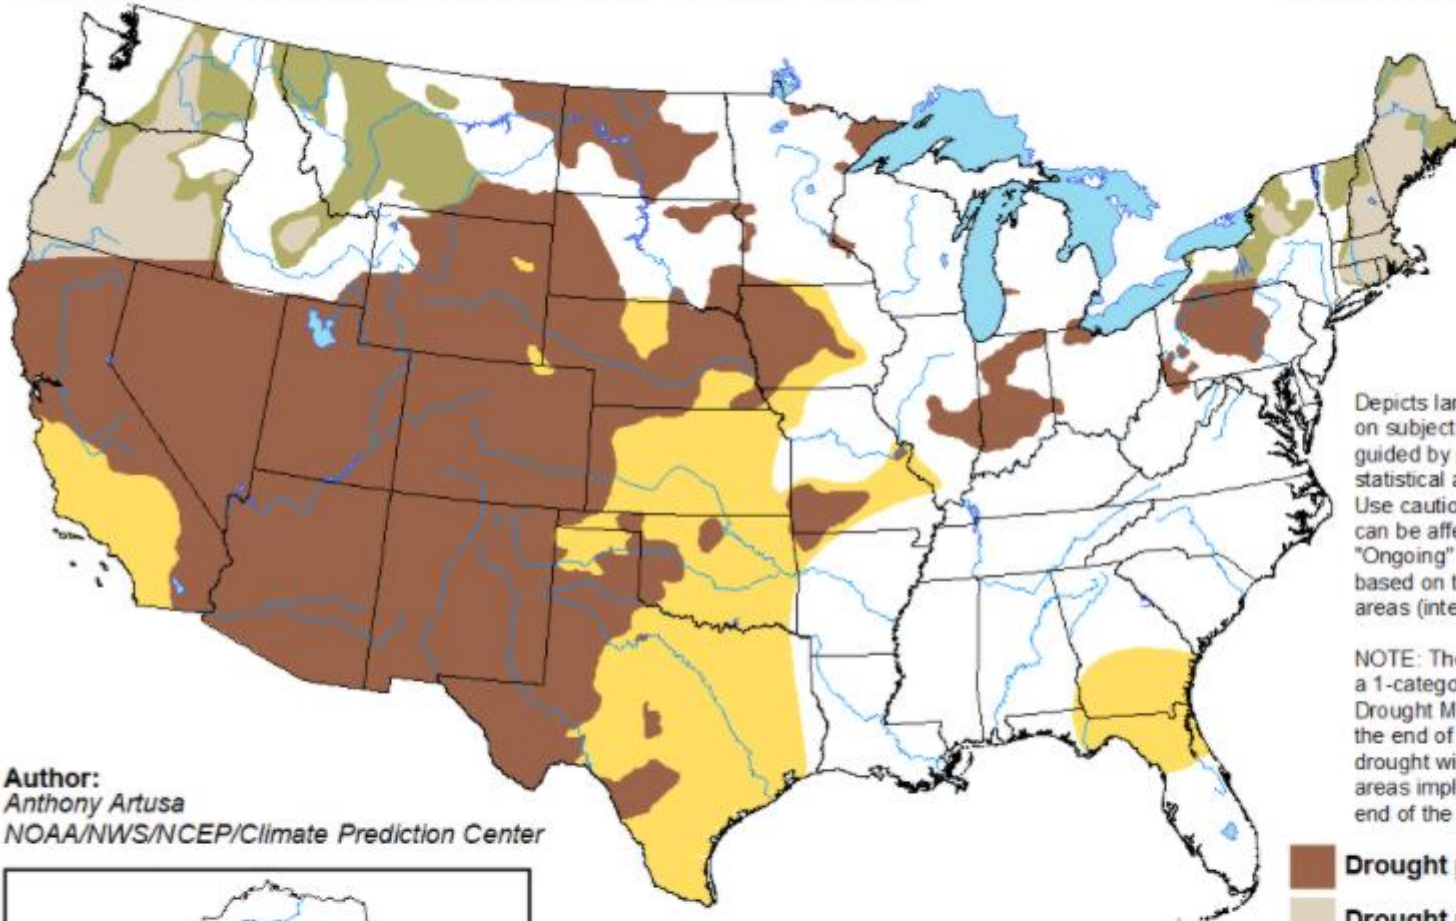 Author:
Anthony Artusa
NOAA/NWS/NCEP/Climate Prediction Center
Depicts lar
on subject
guided by
statistical a
Use cautio
can be affe
"Ongoing"
based on t
areas (inte
NOTE: The
a 1-catego
Drought M
the end of
drought wi
areas impl
end of the
Drought
Drought